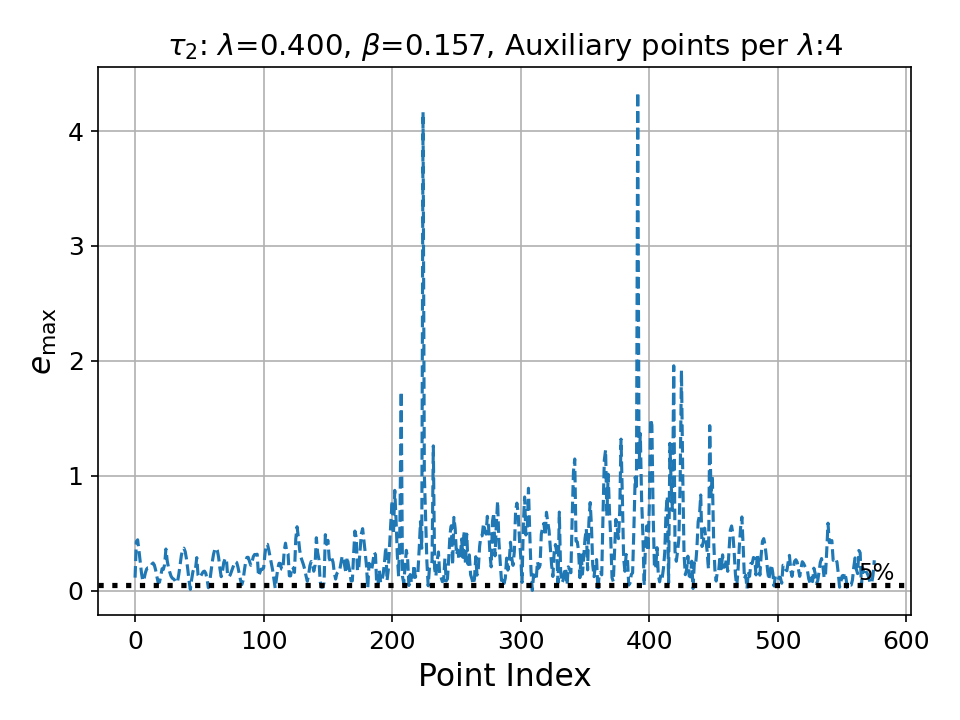 τ₂: λ=0.400, β=0.157, Auxiliary points per λ:4
4
3
2
1
0
e_max
5%
0 100 200 300 400 500 600
Point Index